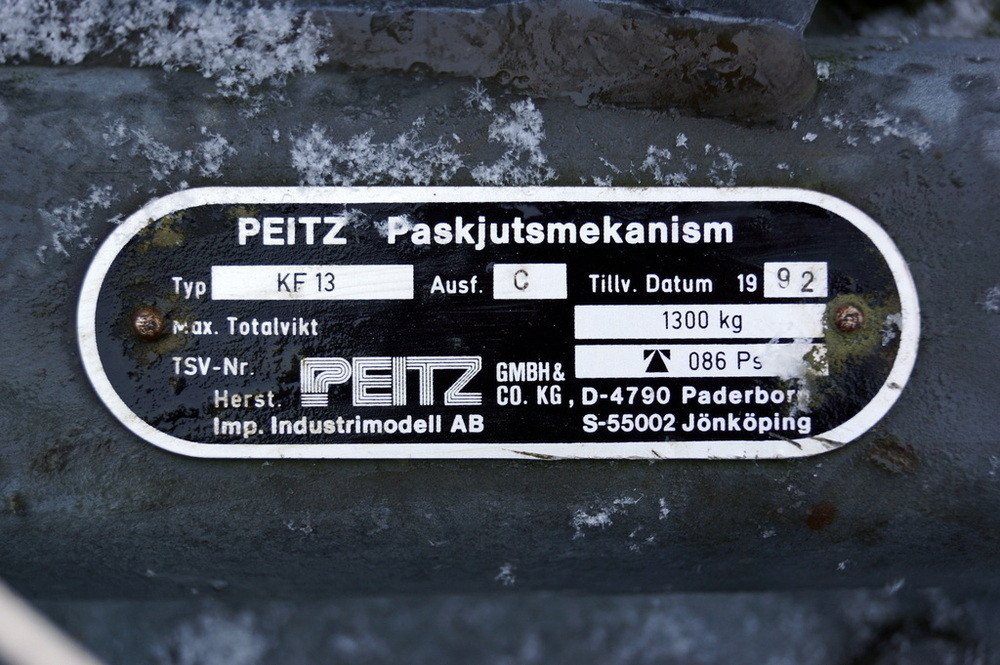 PEITZ Paskjutsmekanism
Typ KF 13 Ausf. C Tillv. Datum 19 92
Max. Totalvikt 1300 kg
TSV-Nr. 086 Ps
Herst. PEITZ GMBH & CO. KG, D-4790 Paderborn
Imp. Industrimodell AB S-55002 Jönköping